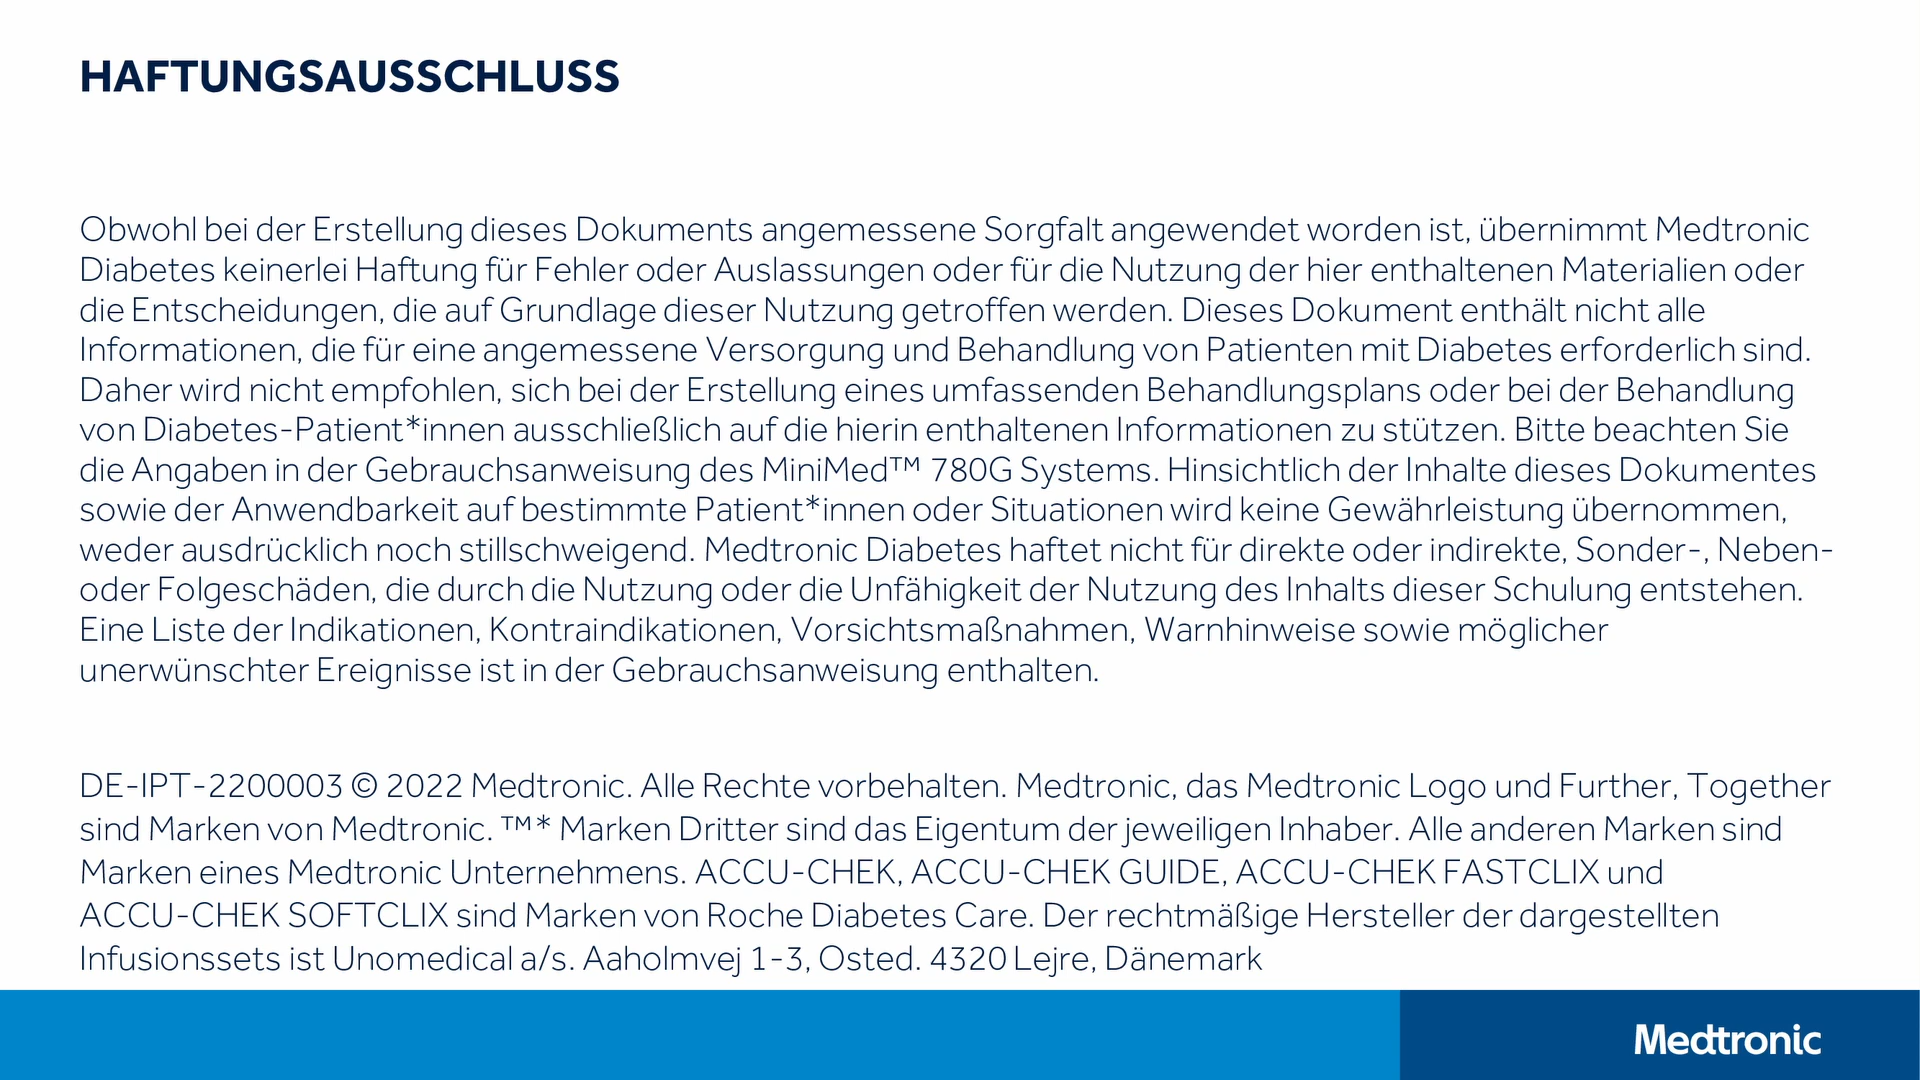 HAFTUNGSAUSSCHLUSS
Obwohl bei der Erstellung dieses Dokuments angemessene Sorgfalt angewendet worden ist, übernimmt Medtronic
Diabetes keinerlei Haftung für Fehler oder Auslassungen oder für die Nutzung der hier enthaltenen Materialien oder
die Entscheidungen, die auf Grundlage dieser Nutzung getroffen werden. Dieses Dokument enthält nicht alle
Informationen, die für eine angemessene Versorgung und Behandlung von Patienten mit Diabetes erforderlich sind.
Daher wird nicht empfohlen, sich bei der Erstellung eines umfassenden Behandlungsplans oder bei der Behandlung
von Diabetes-Patient*innen ausschließlich auf die hierin enthaltenen Informationen zu stützen. Bitte beachten Sie
die Angaben in der Gebrauchsanweisung des MiniMed™ 780G Systems. Hinsichtlich der Inhalte dieses Dokumentes
sowie der Anwendbarkeit auf bestimmte Patient*innen oder Situationen wird keine Gewährleistung übernommen,
weder ausdrücklich noch stillschweigend. Medtronic Diabetes haftet nicht für direkte oder indirekte, Sonder-, Neben-
oder Folgeschäden, die durch die Nutzung oder die Unfähigkeit der Nutzung des Inhalts dieser Schulung entstehen.
Eine Liste der Indikationen, Kontraindikationen, Vorsichtsmaßnahmen, Warnhinweise sowie möglicher
unerwünschter Ereignisse ist in der Gebrauchsanweisung enthalten.
DE-IPT-2200003 © 2022 Medtronic. Alle Rechte vorbehalten. Medtronic, das Medtronic Logo und Further, Together
sind Marken von Medtronic. ™* Marken Dritter sind das Eigentum der jeweiligen Inhaber. Alle anderen Marken sind
Marken eines Medtronic Unternehmens. ACCU-CHEK, ACCU-CHEK GUIDE, ACCU-CHEK FASTCLIX und
ACCU-CHEK SOFTCLIX sind Marken von Roche Diabetes Care. Der rechtmäßige Hersteller der dargestellten
Infusionssets ist Unomedical a/s. Aaholmvej 1-3, Osted. 4320 Lejre, Dänemark
Medtronic